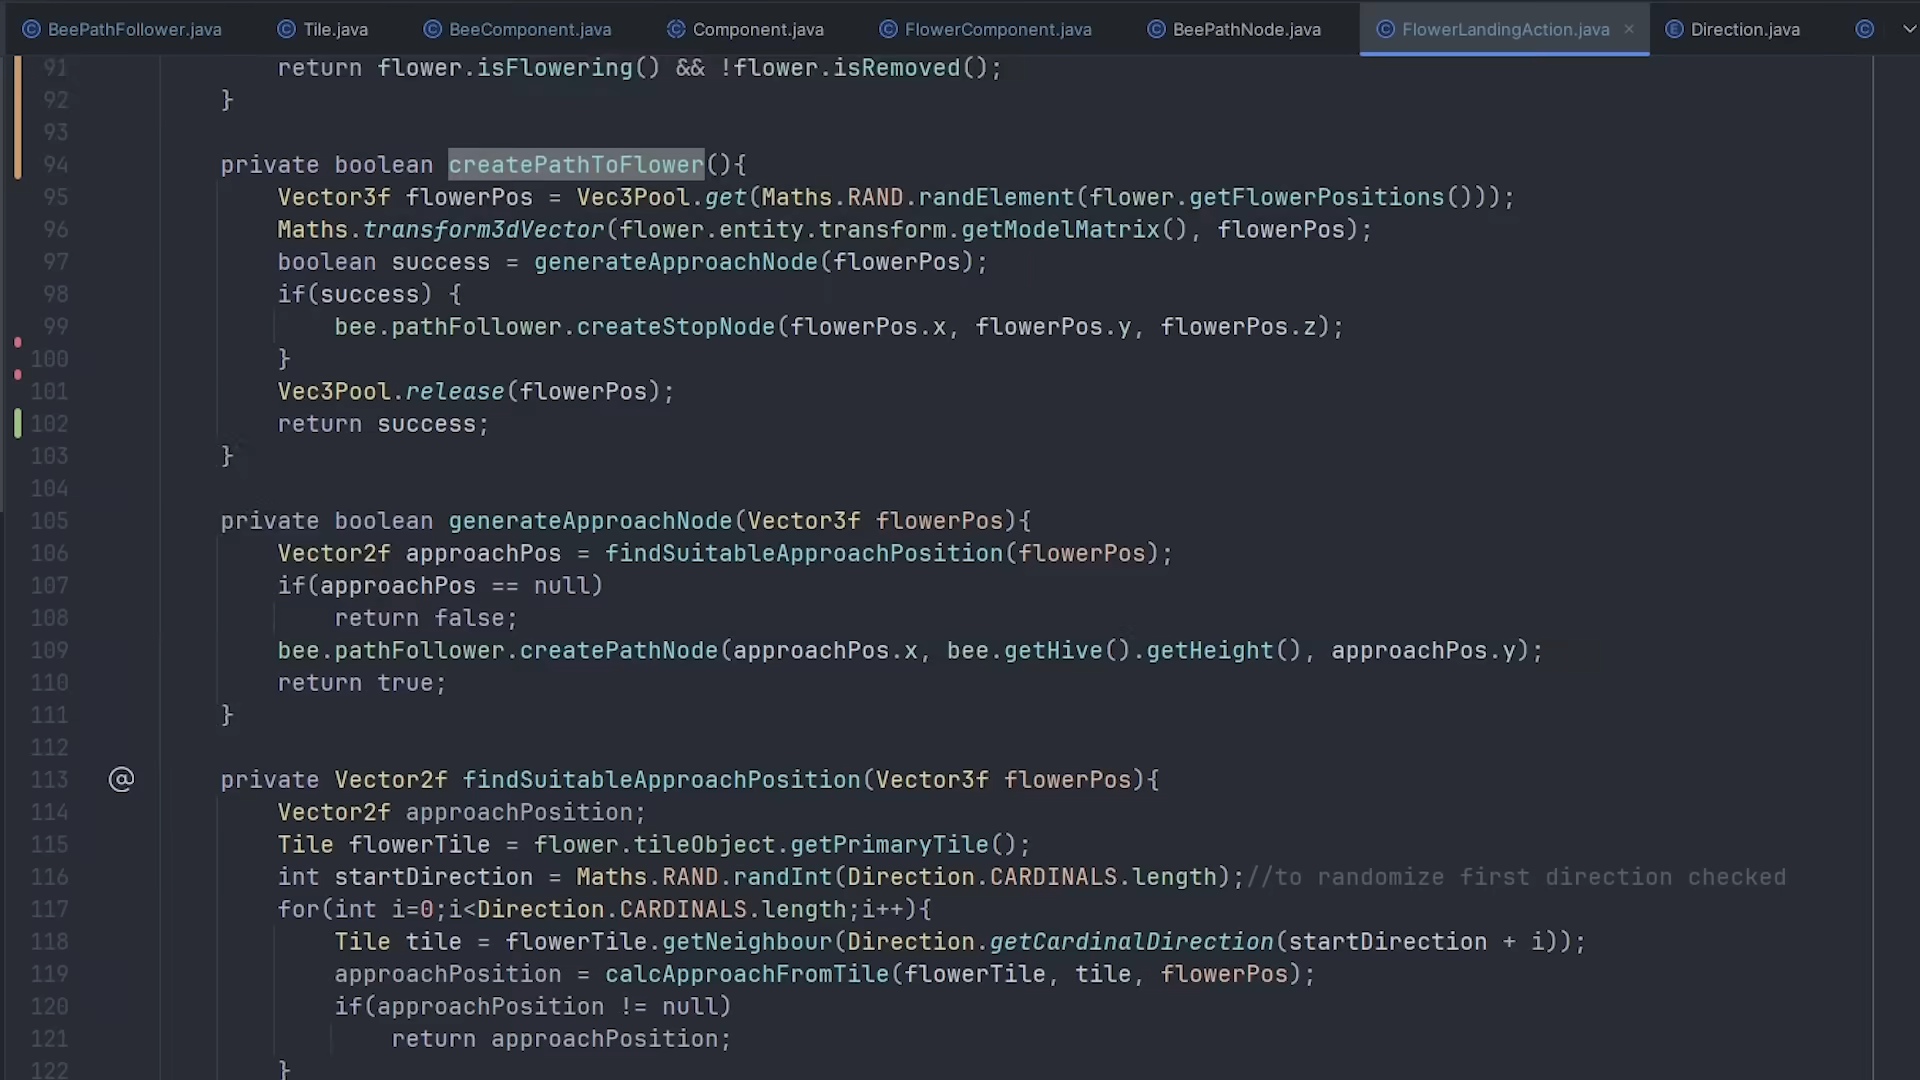 BeePathFollower.java Tile.java BeeComponent.java Component.java FlowerComponent.java BeePathNode.java FlowerLandingAction.java × Direction.java
91 return flower.isFlowering() && !flower.isRemoved();
92 }
93
94 private boolean createPathToFlower(){
95 Vector3f flowerPos = Vec3Pool.get(Maths.RAND.randElement(flower.getFlowerPositions()));
96 Maths.transform3dVector(flower.entity.transform.getModelMatrix(), flowerPos);
97 boolean success = generateApproachNode(flowerPos);
98 if(success) {
99 bee.pathFollower.createStopNode(flowerPos.x, flowerPos.y, flowerPos.z);
100 }
101 Vec3Pool.release(flowerPos);
102 return success;
103 }
104
105 private boolean generateApproachNode(Vector3f flowerPos){
106 Vector2f approachPos = findSuitableApproachPosition(flowerPos);
107 if(approachPos == null)
108 return false;
109 bee.pathFollower.createPathNode(approachPos.x, bee.getHive().getHeight(), approachPos.y);
110 return true;
111 }
112
113 @ private Vector2f findSuitableApproachPosition(Vector3f flowerPos){
114 Vector2f approachPosition;
115 Tile flowerTile = flower.tileObject.getPrimaryTile();
116 int startDirection = Maths.RAND.randInt(Direction.CARDINALS.length);//to randomize first direction checked
117 for(int i=0;i<Direction.CARDINALS.length;i++){
118 Tile tile = flowerTile.getNeighbour(Direction.getCardinalDirection(startDirection + i));
119 approachPosition = calcApproachFromTile(flowerTile, tile, flowerPos);
120 if(approachPosition != null)
121 return approachPosition;
122 }